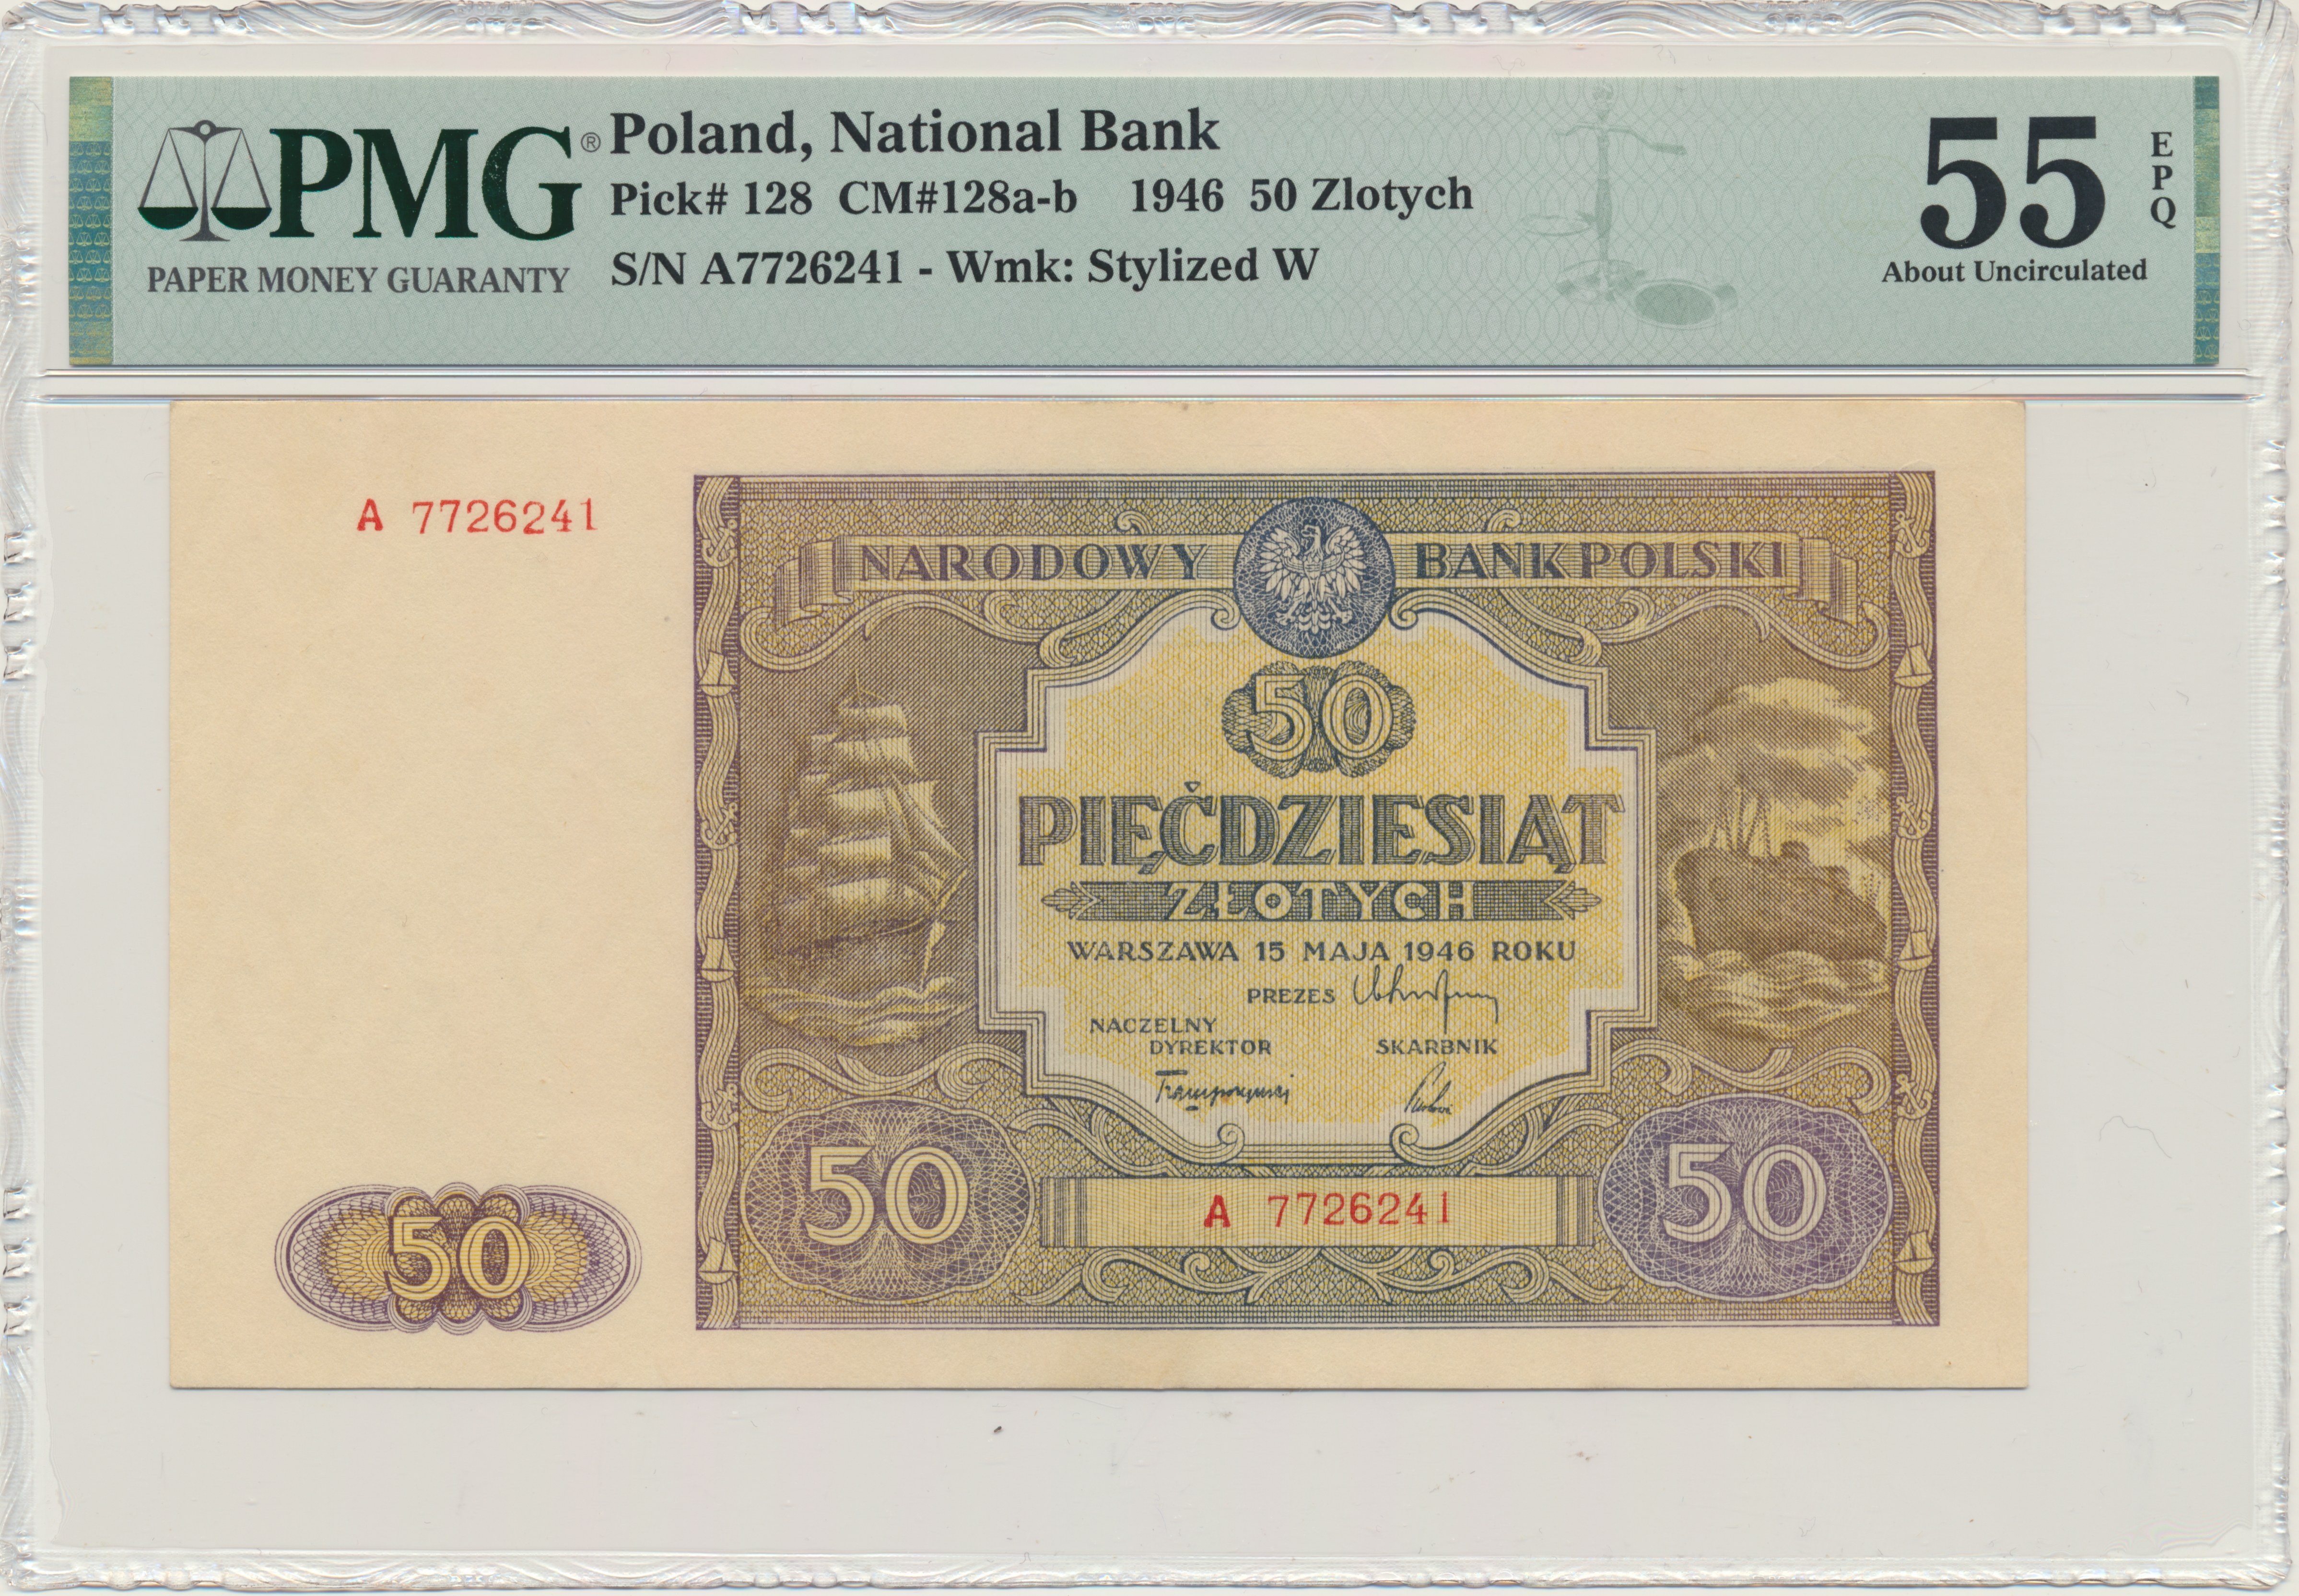 PMG®
PAPER MONEY GUARANTY
Poland, National Bank
Pick# 128 CM#128a-b 1946 50 Zlotych
S/N A7726241 - Wmk: Stylized W
55
EPQ
About Uncirculated
A 7726241
NARODOWY BANK POLSKI
50
PIĘĆDZIESIĄT
ZŁOTYCH
WARSZAWA 15 MAJA 1946 ROKU
PREZES
NACZELNY
DYREKTOR
SKARBNIK
50
50
A 7726241
50